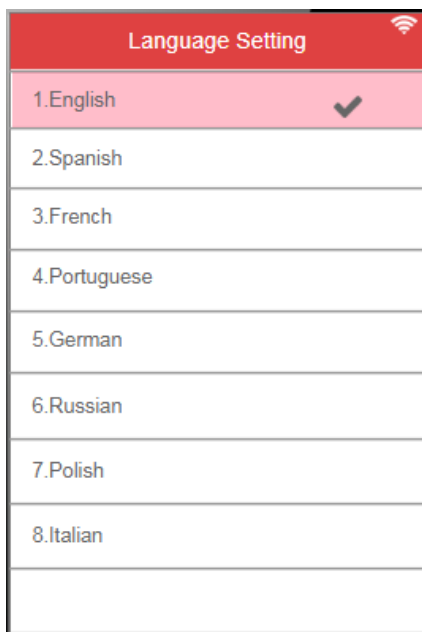 Language Setting
1.English
2.Spanish
3.French
4.Portuguese
5.German
6.Russian
7.Polish
8.Italian